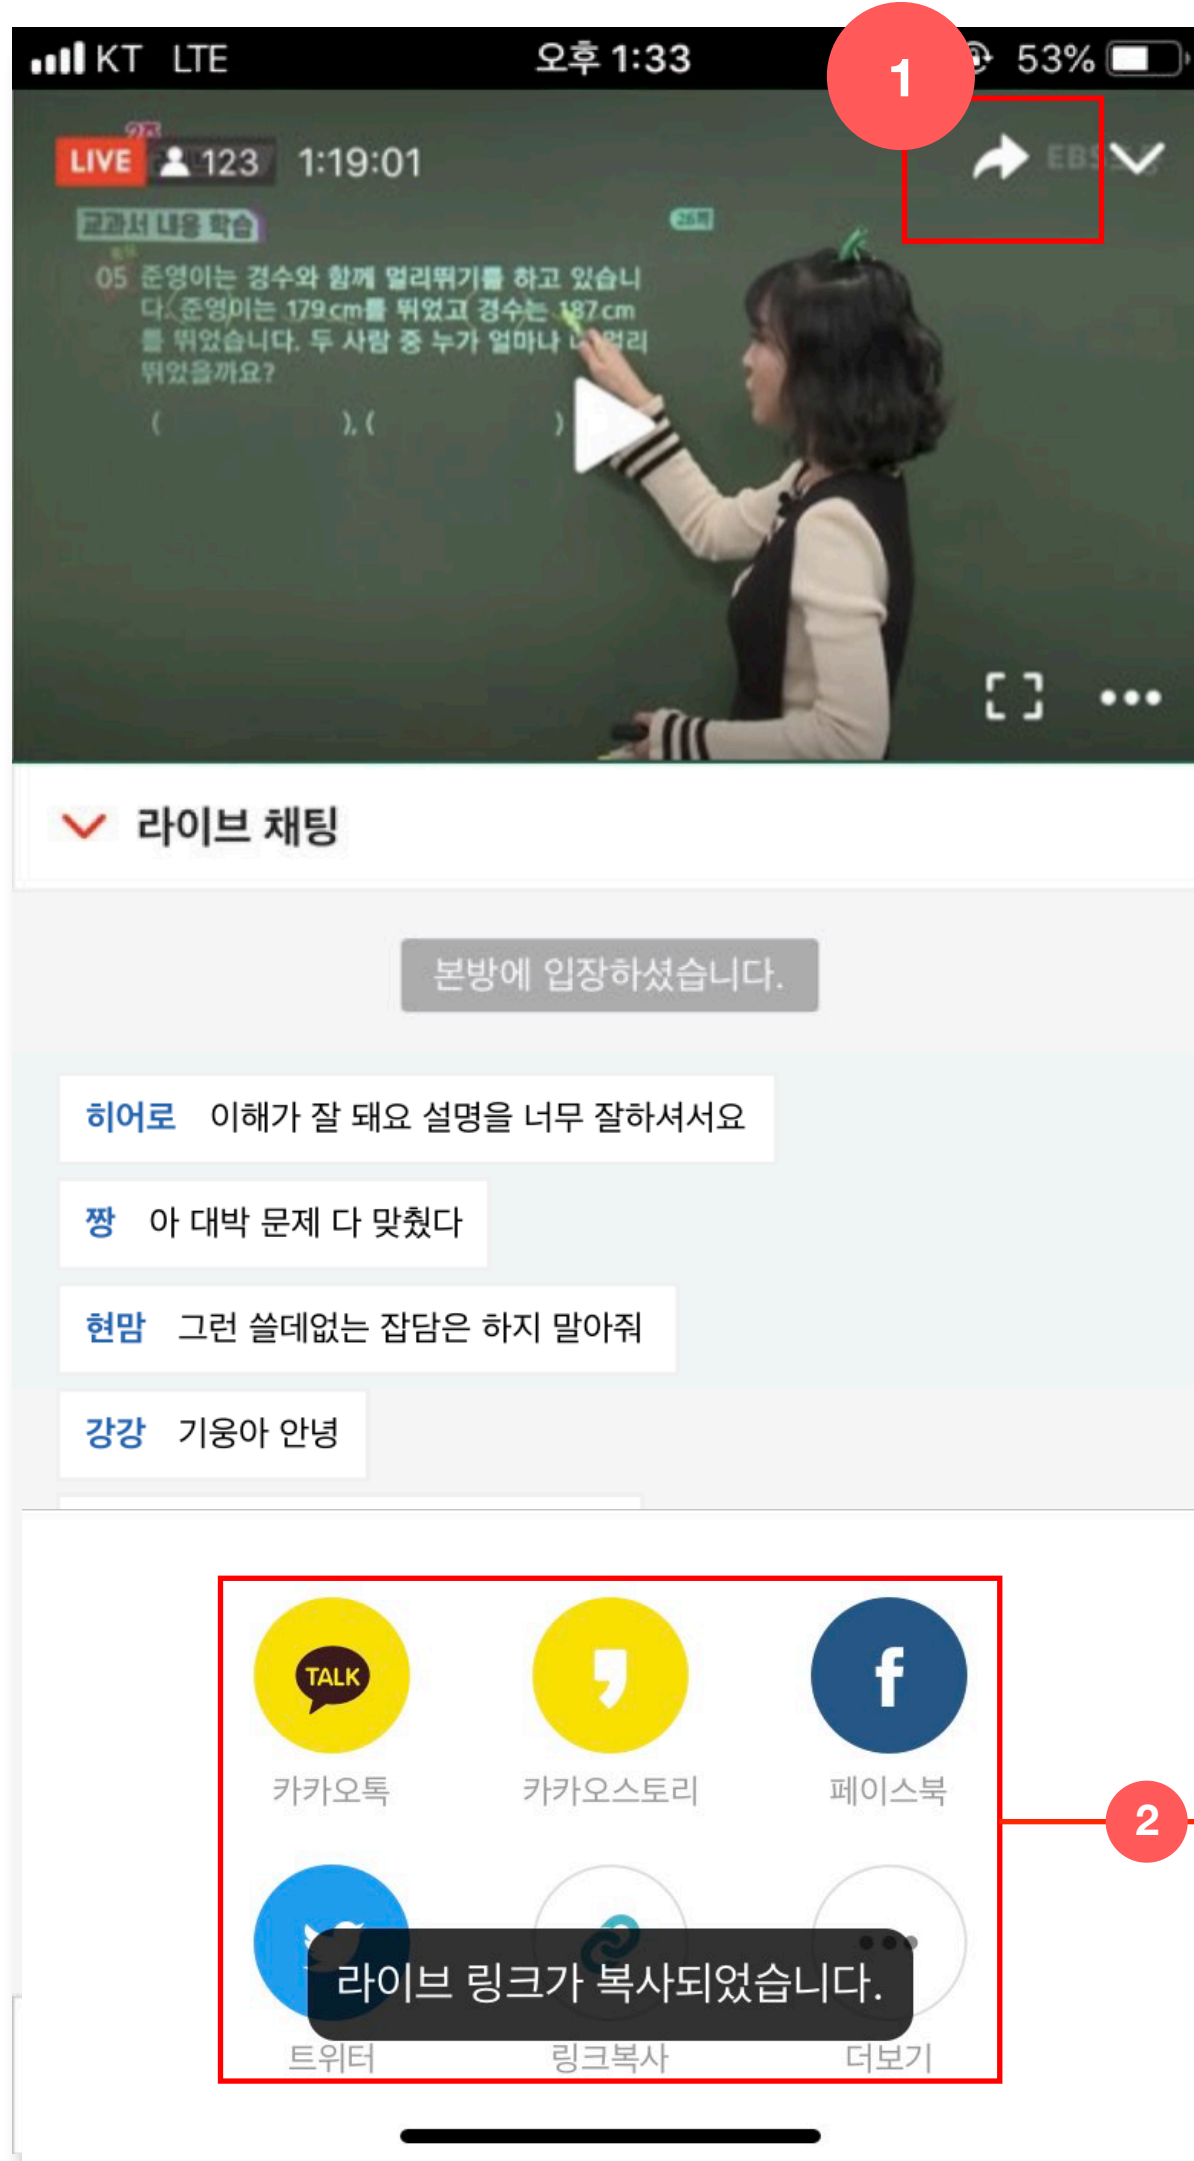 KT LTE 오후 1:33 53%
1
LIVE 123 1:19:01
EBS
교과서 내용 학습
05 준영이는 경수와 함께 멀리뛰기를 하고 있습니
다. 준영이는 179 cm를 뛰었고 경수는 187 cm
를 뛰었습니다. 두 사람 중 누가 얼마나 더 멀리
뛰었을까요?
( ), ( )
라이브 채팅
본방에 입장하셨습니다.
히어로 이해가 잘 돼요 설명을 너무 잘하셔서요
짱 아 대박 문제 다 맞췄다
현맘 그런 쓸데없는 잡담은 하지 말아줘
강강 기웅아 안녕
TALK
f
카카오톡 카카오스토리 페이스북
2
라이브 링크가 복사되었습니다.
트위터 링크복사 더보기